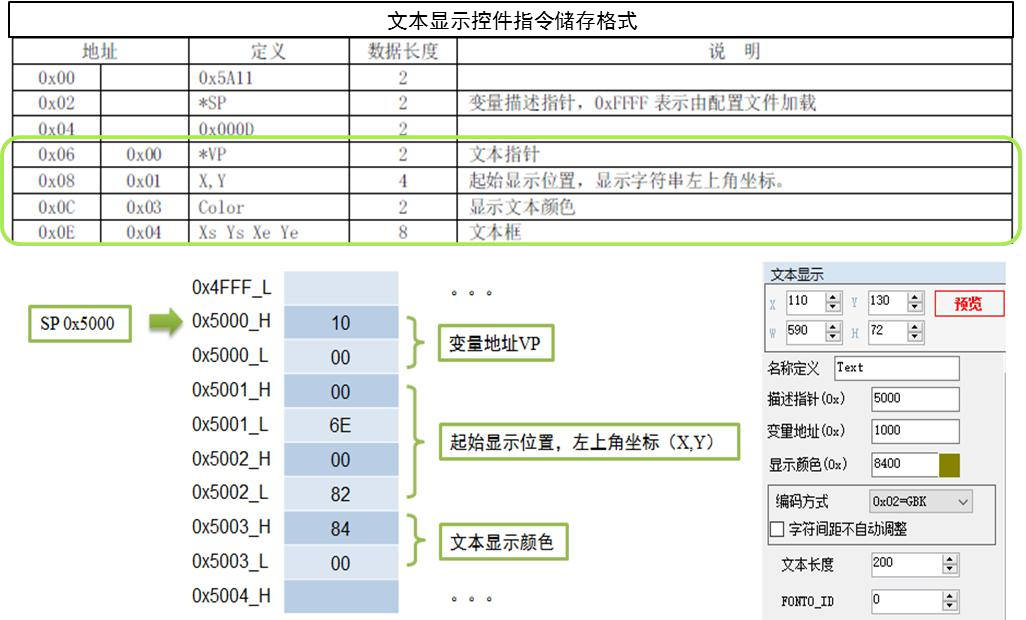 文本显示控件指令储存格式
地址 定义 数据长度 说 明
0x00 0x5A11 2
0x02 *SP 2 变量描述指针，0xFFFF 表示由配置文件加载
0x04 0x000D 2
0x06 0x00 *VP 2 文本指针
0x08 0x01 X,Y 4 起始显示位置，显示字符串左上角坐标。
0x0C 0x03 Color 2 显示文本颜色
0x0E 0x04 Xs Ys Xe Ye 8 文本框
SP 0x5000
0x4FFF_L 。。。
0x5000_H 10
0x5000_L 00
变量地址VP
0x5001_H 00
0x5001_L 6E
0x5002_H 00
0x5002_L 82
起始显示位置，左上角坐标（X,Y）
0x5003_H 84
0x5003_L 00
文本显示颜色
0x5004_H 。。。
文本显示
X 110 Y 130 预览
W 590 H 72
名称定义 Text
描述指针(0x) 5000
变量地址(0x) 1000
显示颜色(0x) 8400
编码方式 0x02=GBK
字符间距不自动调整
文本长度 200
FONTO_ID 0